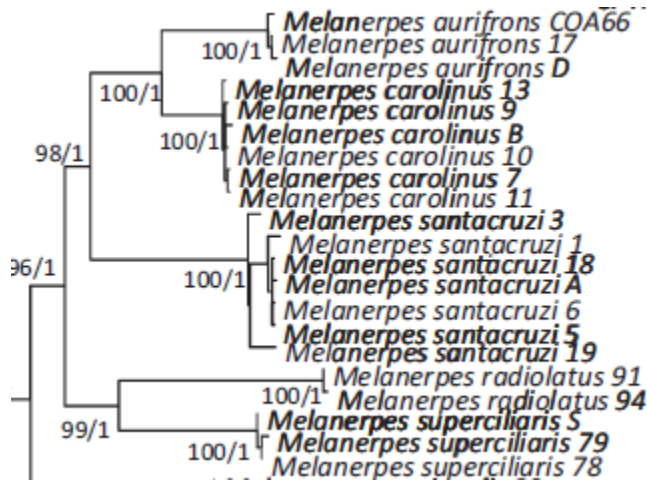 Melanerpes aurifrons COA66
Melanerpes aurifrons 17
100/1
Melanerpes aurifrons D
Melanerpes carolinus 13
100/1
Melanerpes carolinus 9
Melanerpes carolinus B
100/1
Melanerpes carolinus 10
98/1
Melanerpes carolinus 7
Melanerpes carolinus 11
Melanerpes santacruzi 3
Melanerpes santacruzi 1
Melanerpes santacruzi 18
96/1
100/1
Melanerpes santacruzi A
Melanerpes santacruzi 6
Melanerpes santacruzi 5
Melanerpes santacruzi 19
Melanerpes radiolatus 91
100/1
Melanerpes radiolatus 94
Melanerpes superciliaris S
99/1
Melanerpes superciliaris 79
100/1
Melanerpes superciliaris 78